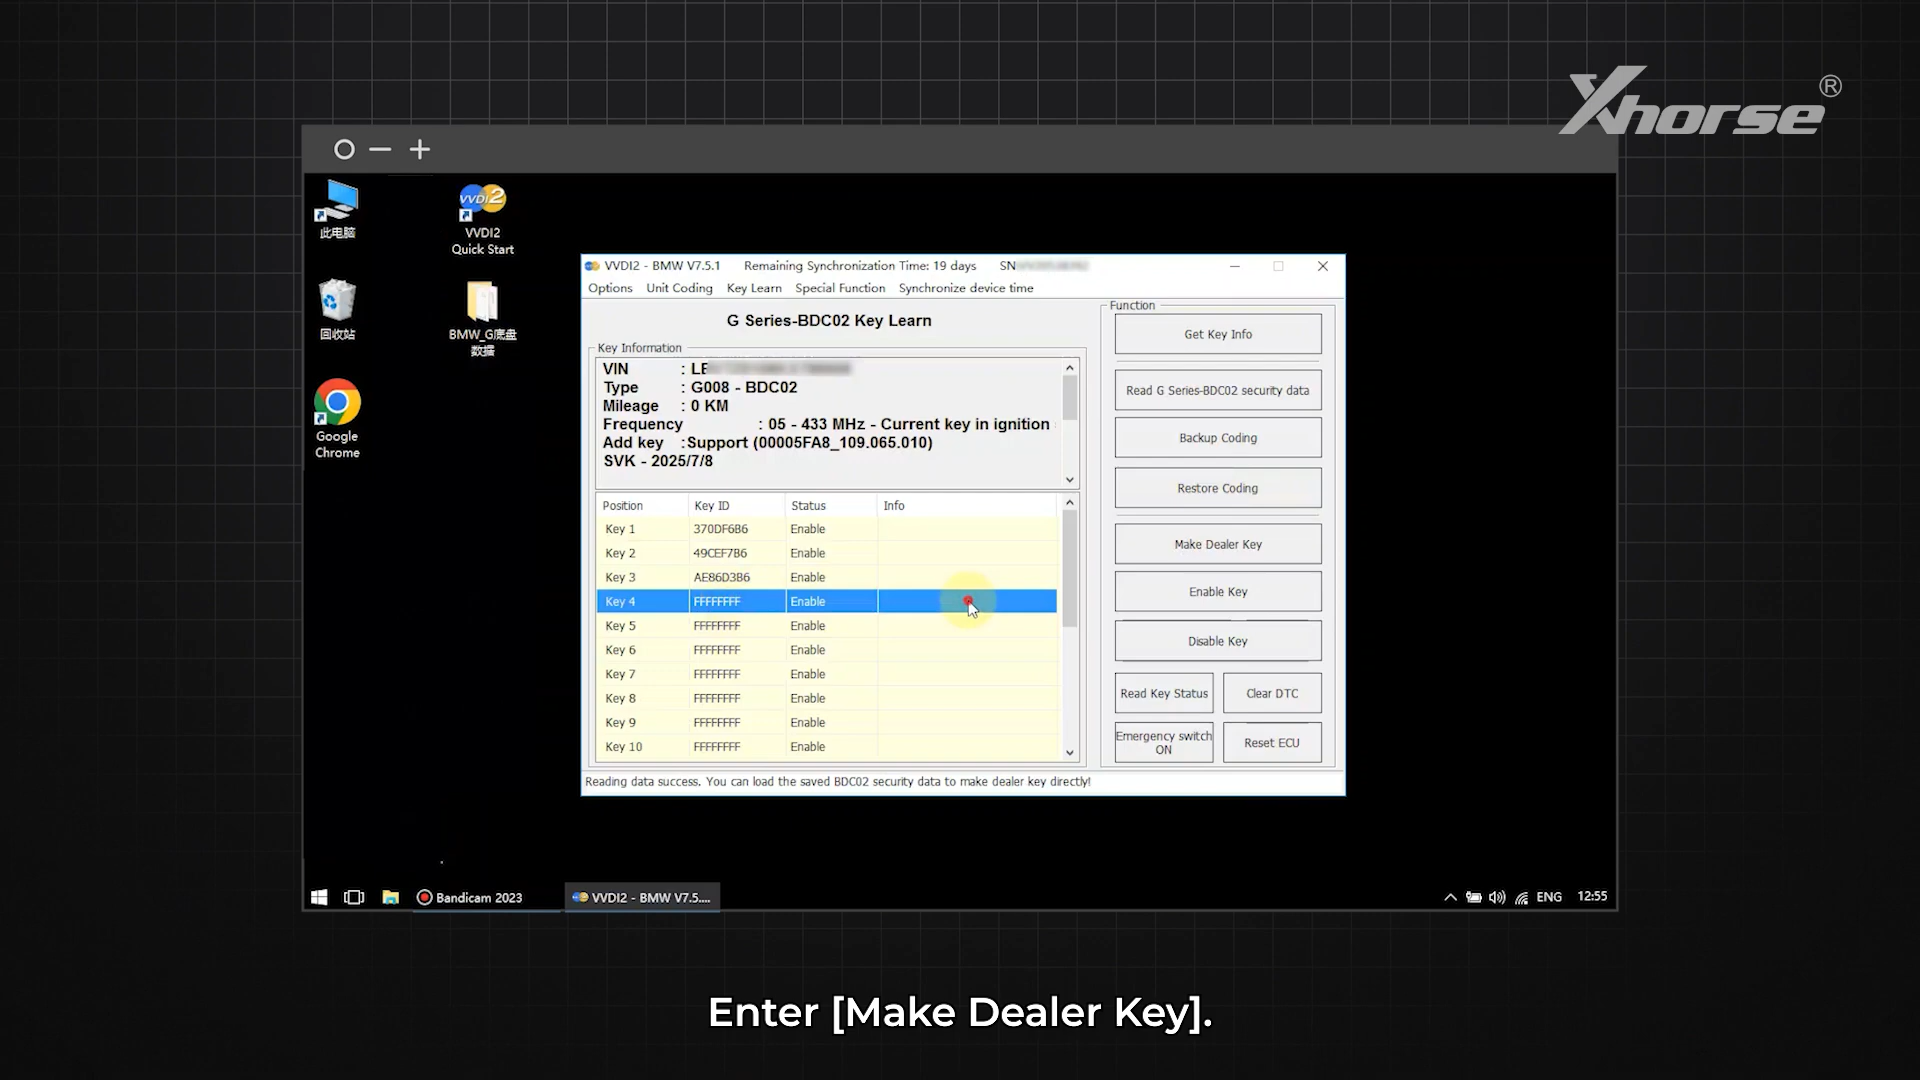 Xhorse®
此电脑
VVDI2
VVDI2
Quick Start
回收站
BMW_G底盘
数据
Google
Chrome
VVDI2 - BMW V7.5.1 Remaining Synchronization Time: 19 days SN
Options Unit Coding Key Learn Special Function Synchronize device time
G Series-BDC02 Key Learn
Key Information
VIN : LE
Type : G008 - BDC02
Mileage : 0 KM
Frequency : 05 - 433 MHz - Current key in ignition
Add key :Support (00005FA8_109.065.010)
SVK - 2025/7/8
Position Key ID Status Info
Key 1 370DF6B6 Enable
Key 2 49CEF7B6 Enable
Key 3 AE86D3B6 Enable
Key 4 FFFFFFFF Enable
Key 5 FFFFFFFF Enable
Key 6 FFFFFFFF Enable
Key 7 FFFFFFFF Enable
Key 8 FFFFFFFF Enable
Key 9 FFFFFFFF Enable
Key 10 FFFFFFFF Enable
Function
Get Key Info
Read G Series-BDC02 security data
Backup Coding
Restore Coding
Make Dealer Key
Enable Key
Disable Key
Read Key Status Clear DTC
Emergency switch
ON
Reset ECU
Reading data success. You can load the saved BDC02 security data to make dealer key directly!
Bandicam 2023
VVDI2 - BMW V7.5....
ENG 12:55
Enter [Make Dealer Key].